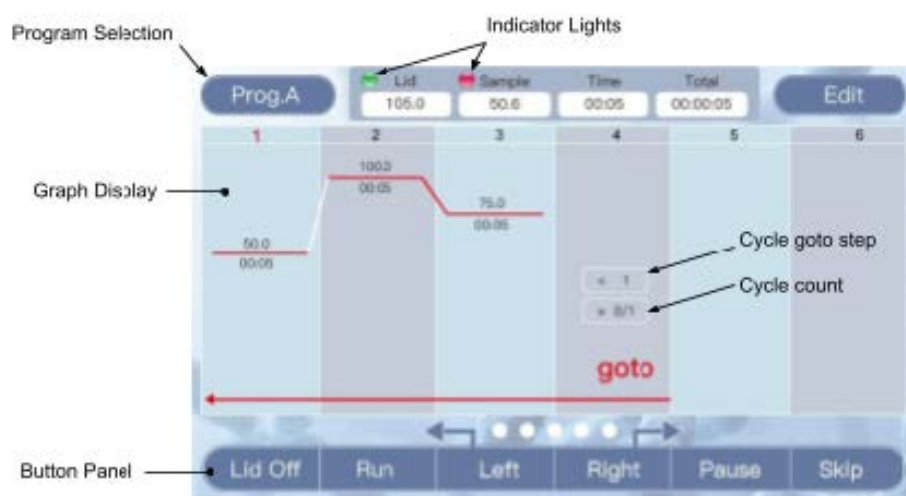 Indicator Lights
Program Selection
Prog.A
Lid
Sample
Time
Total
Edit
105.0
50.6
00:05
00:00:05
1
2
3
4
5
6
100.0
00:05
Graph Display
75.0
00:05
50.0
00:05
Cycle goto step
< 1
Cycle count
× 0/1
goto
Button Panel
Lid Off
Run
Left
Right
Pause
Skip